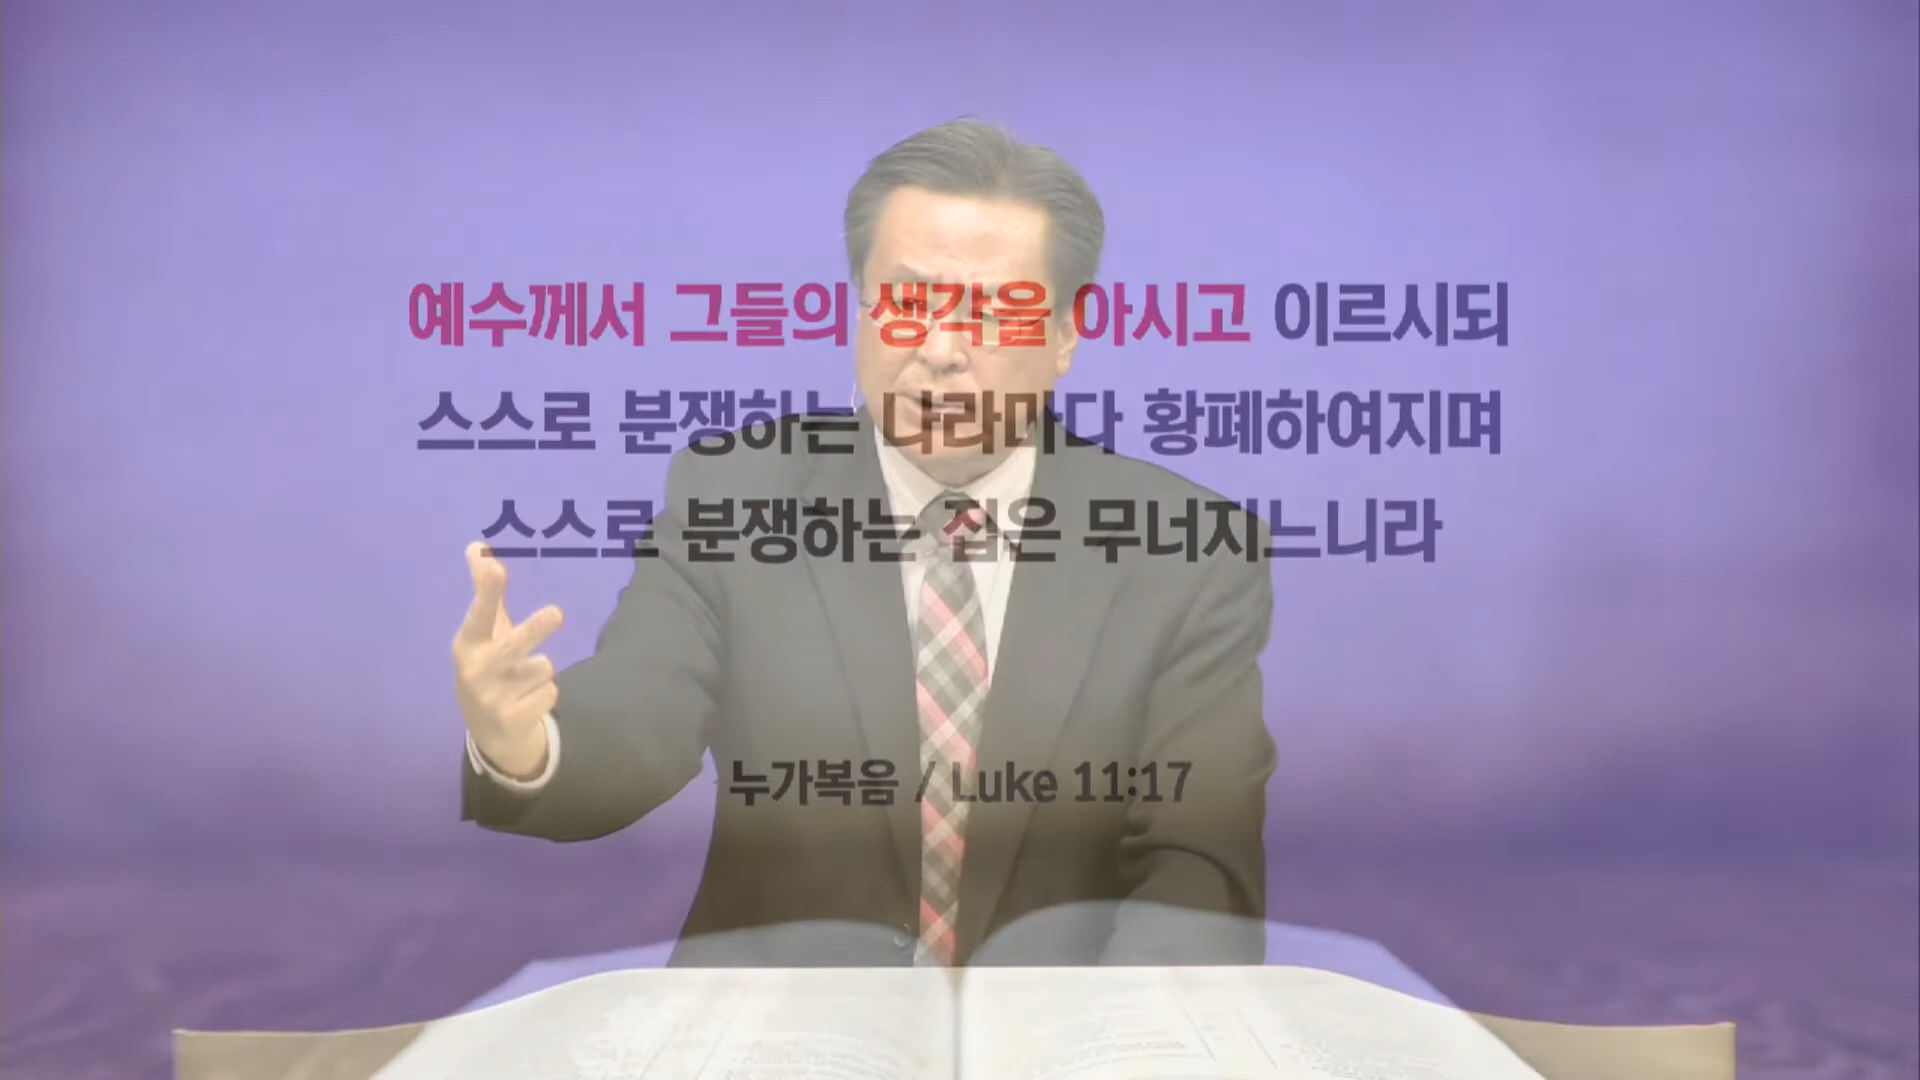 예수께서 그들의 생각을 아시고 이르시되
스스로 분쟁하는 나라마다 황폐하여지며
스스로 분쟁하는 집은 무너지느니라
누가복음 / Luke 11:17